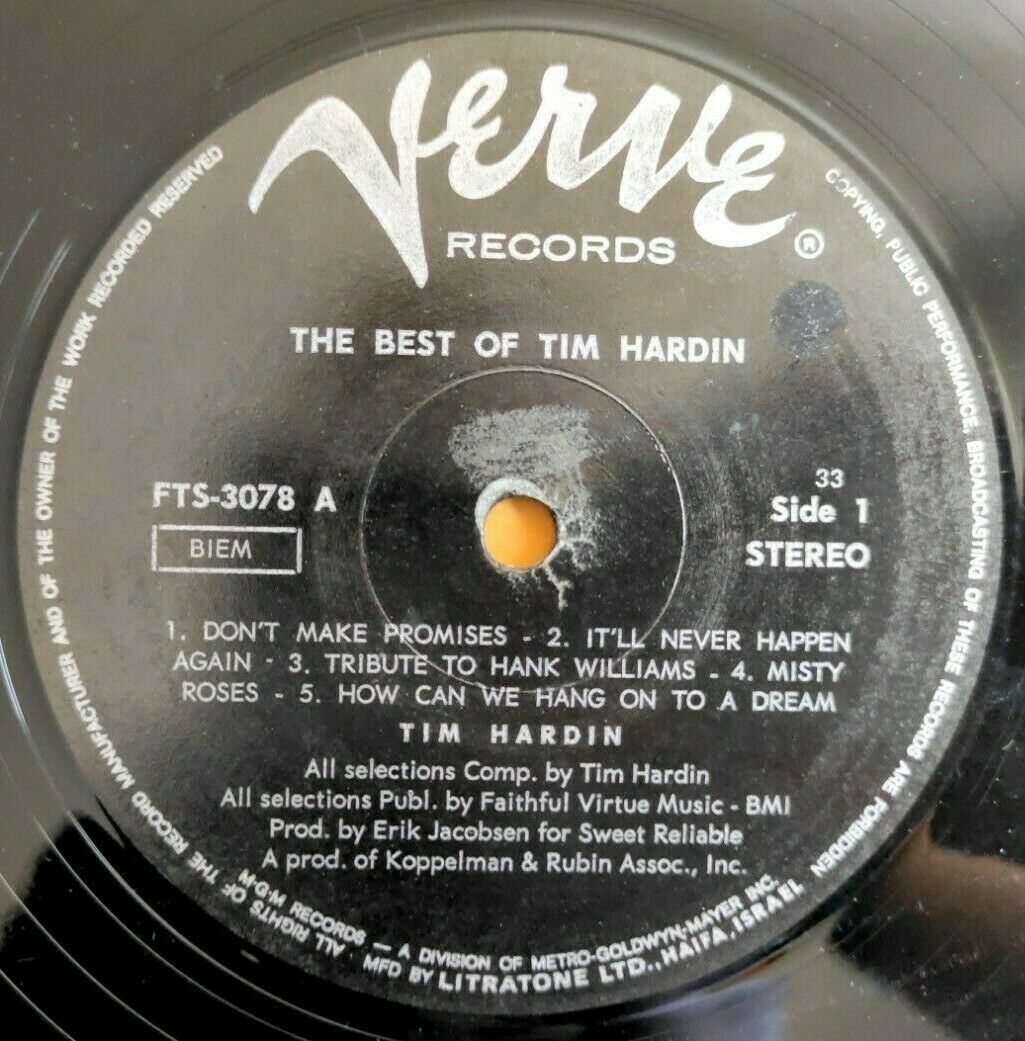 Verve
RECORDS ®
THE BEST OF TIM HARDIN
FTS-3078 A
BIEM
33
Side 1
STEREO
1. DON'T MAKE PROMISES - 2. IT'LL NEVER HAPPEN
AGAIN - 3. TRIBUTE TO HANK WILLIAMS - 4. MISTY
ROSES - 5. HOW CAN WE HANG ON TO A DREAM
TIM HARDIN
All selections Comp. by Tim Hardin
All selections Publ. by Faithful Virtue Music - BMI
Prod. by Erik Jacobsen for Sweet Reliable
A prod. of Koppelman & Rubin Assoc., Inc.
M-G-M RECORDS — A DIVISION OF METRO-GOLDWYN-MAYER INC.
ALL RIGHTS OF THE RECORD MANUFACTURER AND OF THE OWNER OF THE WORK RECORDED RESERVED
COPYING, PUBLIC PERFORMANCE, BROADCASTING OF THESE RECORDS ARE FORBIDDEN
MFD BY LITRATONE LTD., HAIFA, ISRAEL